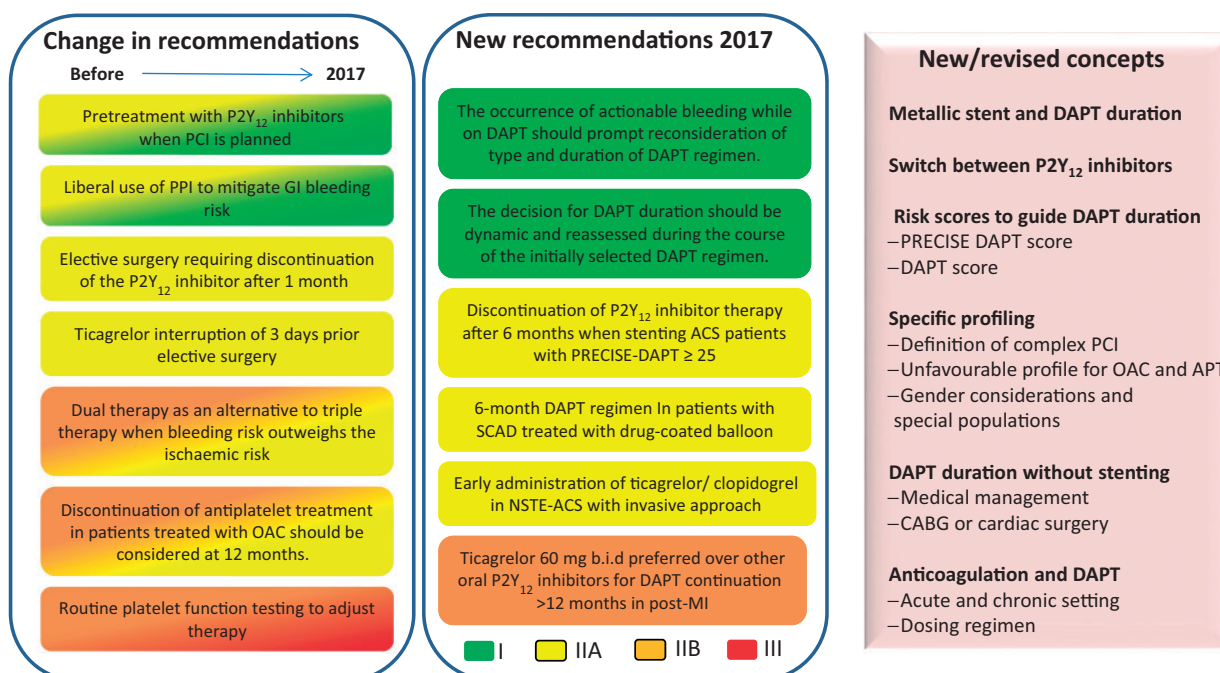 Change in recommendations
Before 2017
Pretreatment with P2Y12 inhibitors
when PCI is planned
Liberal use of PPI to mitigate GI bleeding
risk
Elective surgery requiring discontinuation
of the P2Y12 inhibitor after 1 month
Ticagrelor interruption of 3 days prior
elective surgery
Dual therapy as an alternative to triple
therapy when bleeding risk outweighs the
ischaemic risk
Discontinuation of antiplatelet treatment
in patients treated with OAC should be
considered at 12 months.
Routine platelet function testing to adjust
therapy
New recommendations 2017
The occurrence of actionable bleeding while
on DAPT should prompt reconsideration of
type and duration of DAPT regimen.
The decision for DAPT duration should be
dynamic and reassessed during the course
of the initially selected DAPT regimen.
Discontinuation of P2Y12 inhibitor therapy
after 6 months when stenting ACS patients
with PRECISE-DAPT ≥ 25
6-month DAPT regimen In patients with
SCAD treated with drug-coated balloon
Early administration of ticagrelor/ clopidogrel
in NSTE-ACS with invasive approach
Ticagrelor 60 mg b.i.d preferred over other
oral P2Y12 inhibitors for DAPT continuation
>12 months in post-MI
I IIA IIB III
New/revised concepts
Metallic stent and DAPT duration
Switch between P2Y12 inhibitors
Risk scores to guide DAPT duration
–PRECISE DAPT score
–DAPT score
Specific profiling
–Definition of complex PCI
–Unfavourable profile for OAC and APT
–Gender considerations and
special populations
DAPT duration without stenting
–Medical management
–CABG or cardiac surgery
Anticoagulation and DAPT
–Acute and chronic setting
–Dosing regimen